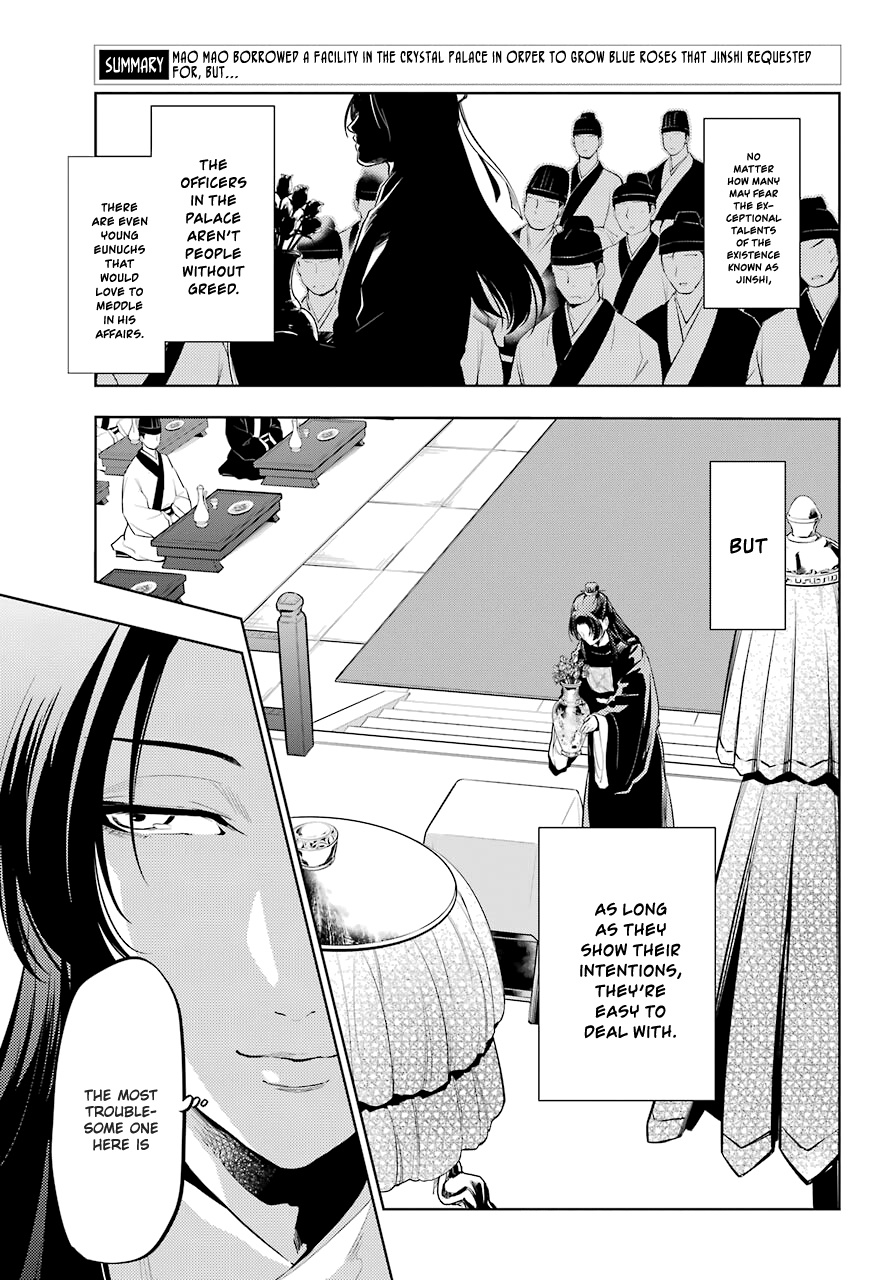 SUMMARY
MAO MAO BORROWED A FACILITY IN THE CRYSTAL PALACE IN ORDER TO GROW BLUE ROSES THAT JINSHI REQUESTED
FOR, BUT...
NO
MATTER
HOW MANY
MAY FEAR
THE EX-
CEPTIONAL
TALENTS
OF THE
EXISTENCE
KNOWN AS
JINSHI,
THE
OFFICERS
IN THE
PALACE
AREN'T
PEOPLE
WITHOUT
GREED.
THERE
ARE EVEN
YOUNG
EUNUCHS
THAT
WOULD
LOVE TO
MEDDLE
IN HIS
AFFAIRS.
BUT
AS LONG
AS THEY
SHOW THEIR
INTENTIONS,
THEY'RE
EASY TO
DEAL WITH.
THE MOST
TROUBLE-
SOME ONE
HERE IS